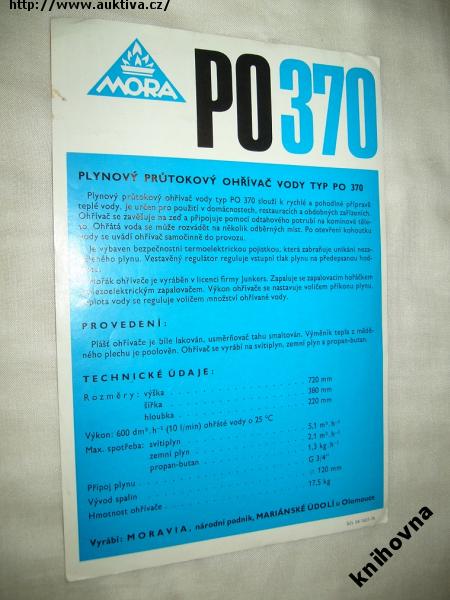 http://www.auktiva.cz/
MORA
PO 370
PLYNOVÝ PRŮTOKOVÝ OHŘÍVAČ VODY TYP PO 370
Plynový průtokový ohřívač vody typ PO 370 slouží k rychlé a pohodlné přípravě
teplé vody. Je určen pro použití v domácnostech, restauracích a obdobných zařízeních.
Ohřívač se zavěšuje na zeď a připojuje pomocí odtahového potrubí na komínové těle-
so. Ohřátá voda se může rozvádět na několik odběrných míst. Po otevření kohoutku
vody se uvádí ohřívač samočinně do provozu.
Je vybaven bezpečnostní termoelektrickou pojistkou, která zabraňuje unikání neza-
páleného plynu. Vestavěný regulátor reguluje vstupní tlak plynu na předepsanou hod-
Hořák ohřívače je vyráběn v licenci firmy Junkers. Zapaluje se zapalovacím hořáčkem
piezoelektrickým zapalovačem. Výkon ohřívače se nastavuje voličem příkonu plynu,
teplota vody se reguluje voličem množství ohřívané vody.
PROVEDENÍ:
Plášť ohřívače je bíle lakován, usměrňovač tahu smaltován. Výměník tepla z mědě-
ného plechu je poolověn. Ohřívač se vyrábí na svítiplyn, zemní plyn a propan-butan.
TECHNICKÉ ÚDAJE:
Rozměry: výška 720 mm
šířka 380 mm
hloubka 220 mm
Výkon: 600 dm³.h⁻¹ (10 l/min) ohřáté vody o 25 °C
Max. spotřeba: svítiplyn 5,1 m³.h⁻¹
zemní plyn 2,1 m³.h⁻¹
propan-butan 1,3 kg.h⁻¹
Přípoj plynu G 3/4"
Vývod spalin 120 mm
Hmotnost ohřívače 17,5 kg
Vyrábí: MORAVIA, národní podnik, MARIÁNSKÉ ÚDOLÍ u Olomouce
knihovna